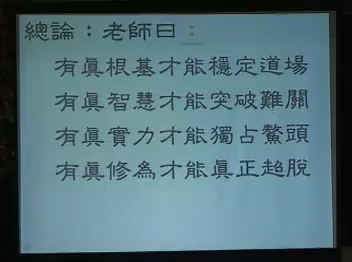 總論：老師曰：
有真根基才能穩定道場
有真智慧才能突破難關
有真實力才能獨占鰲頭
有真修為才能真正超脫